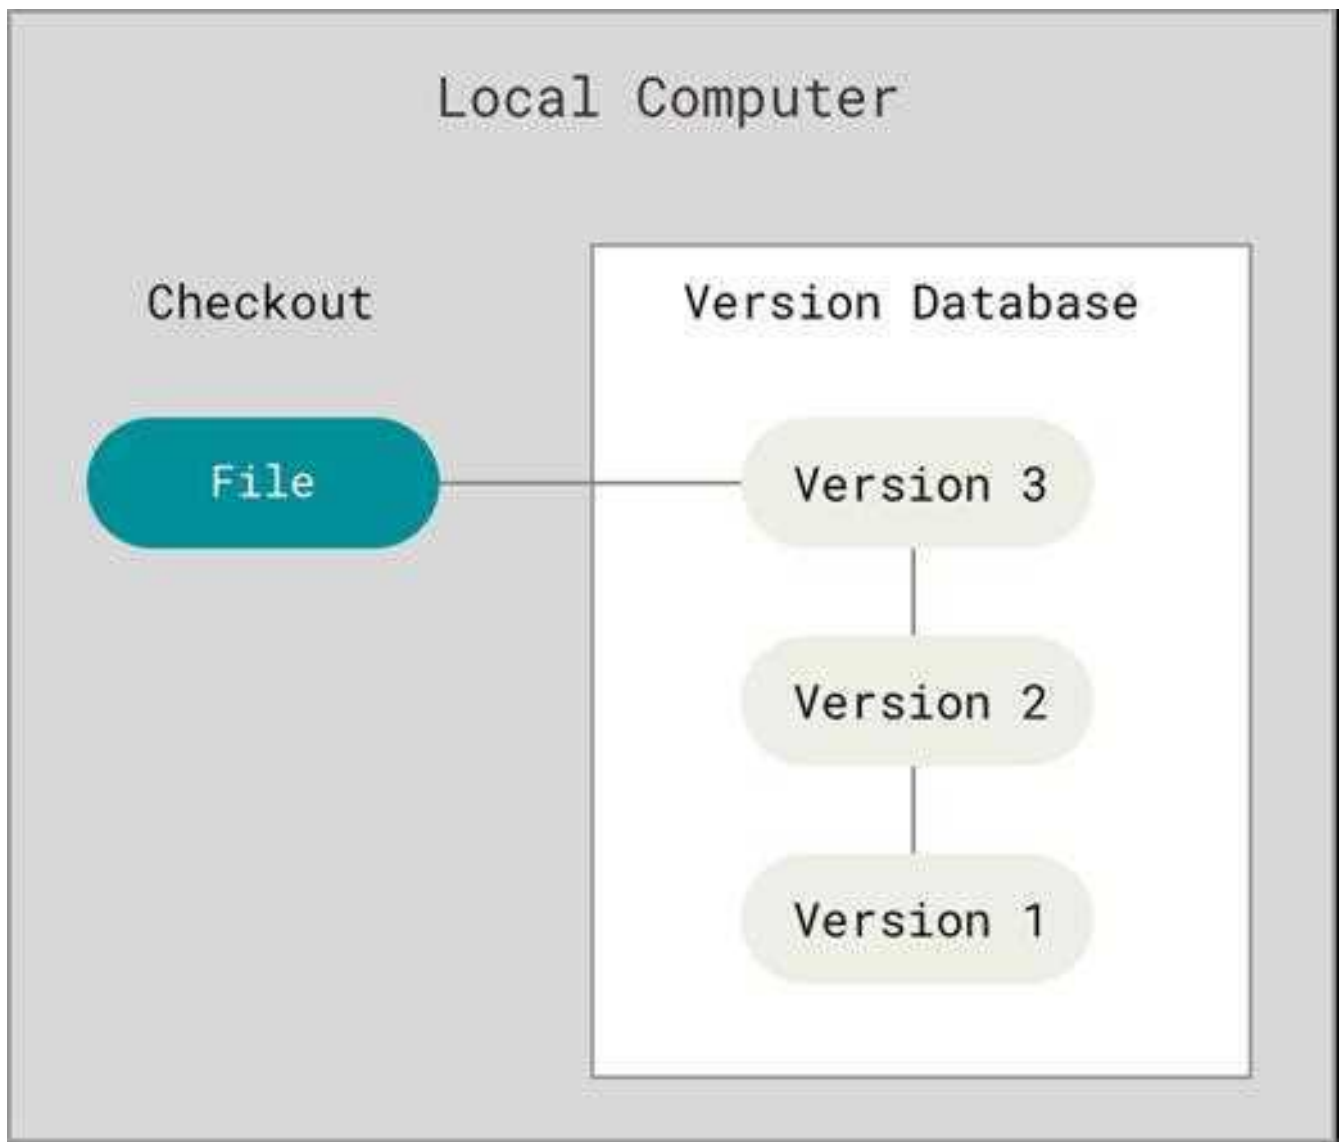 Local Computer
Checkout
Version Database
File
Version 3
Version 2
Version 1